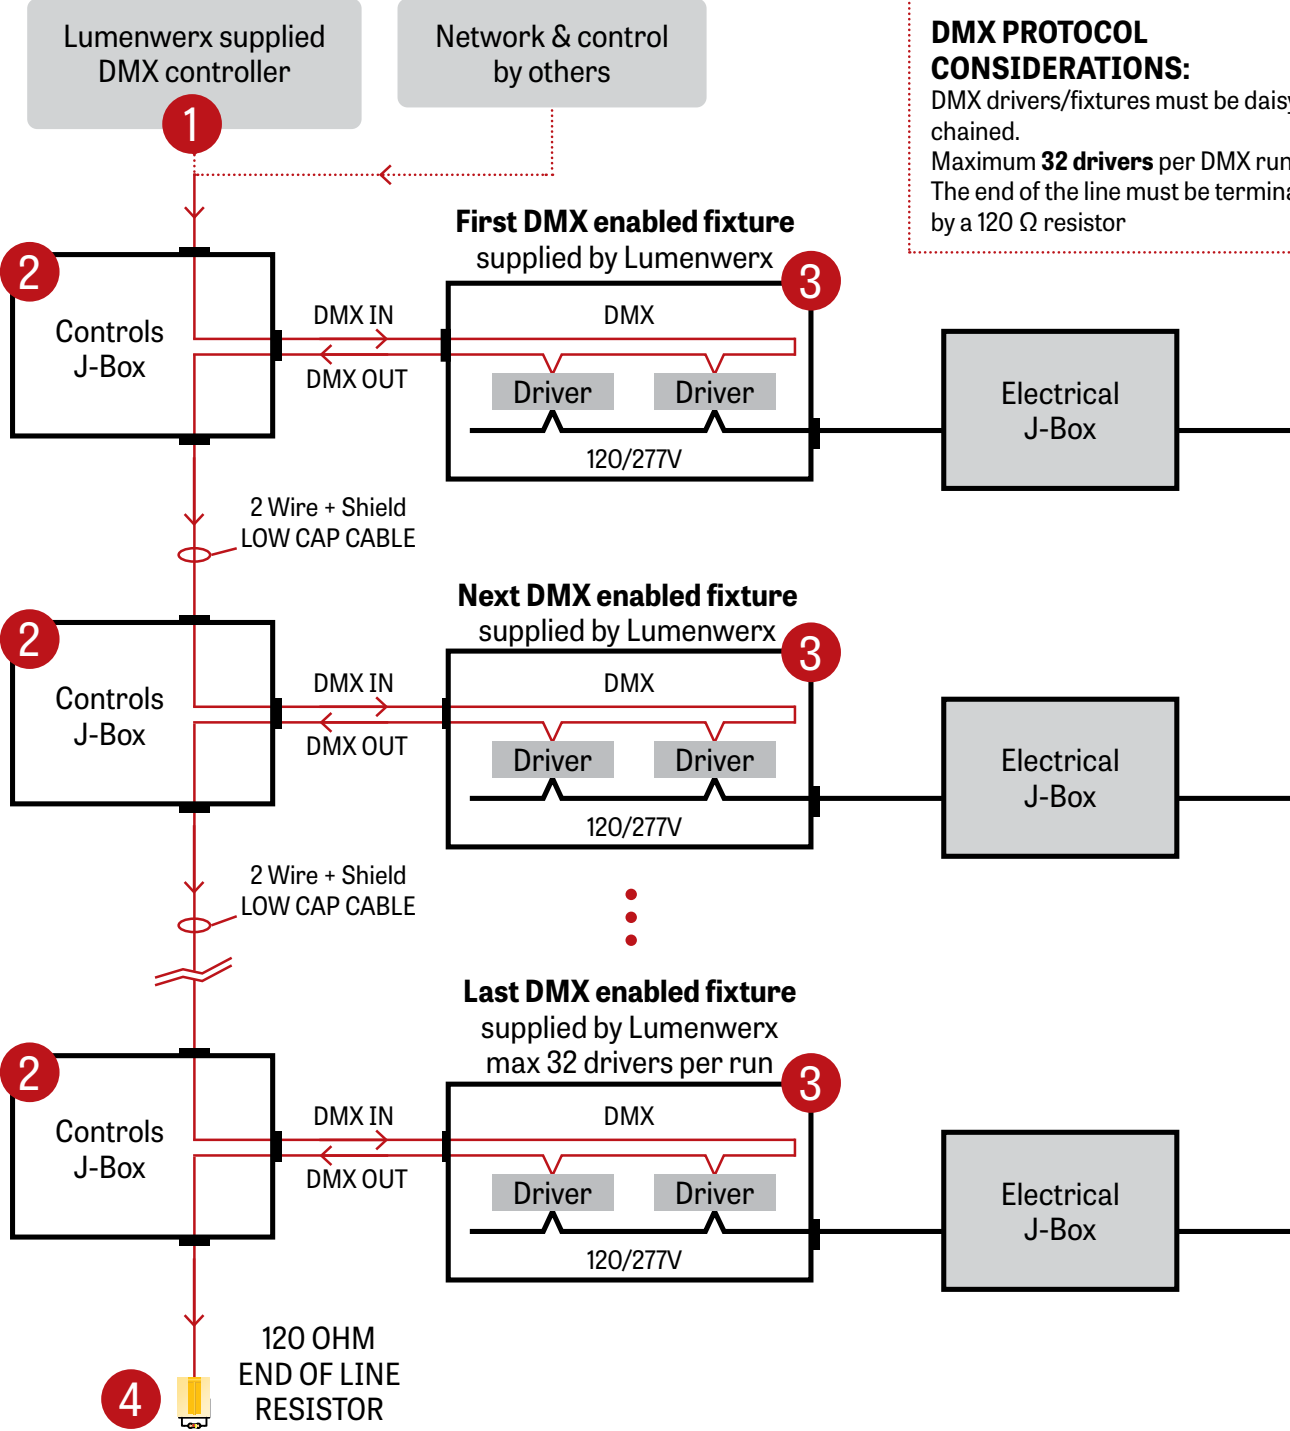 Lumenwerx supplied
DMX controller
1
Network & control
by others
DMX PROTOCOL
CONSIDERATIONS:
DMX drivers/fixtures must be daisy
chained.
Maximum 32 drivers per DMX run
The end of the line must be termina
by a 120 Ω resistor
First DMX enabled fixture
supplied by Lumenwerx
2
Controls
J-Box
DMX IN
DMX OUT
3
DMX
Driver
Driver
120/277V
Electrical
J-Box
2 Wire + Shield
LOW CAP CABLE
Next DMX enabled fixture
supplied by Lumenwerx
2
Controls
J-Box
DMX IN
DMX OUT
3
DMX
Driver
Driver
120/277V
Electrical
J-Box
2 Wire + Shield
LOW CAP CABLE
Last DMX enabled fixture
supplied by Lumenwerx
max 32 drivers per run
2
Controls
J-Box
DMX IN
DMX OUT
3
DMX
Driver
Driver
120/277V
Electrical
J-Box
4
120 OHM
END OF LINE
RESISTOR